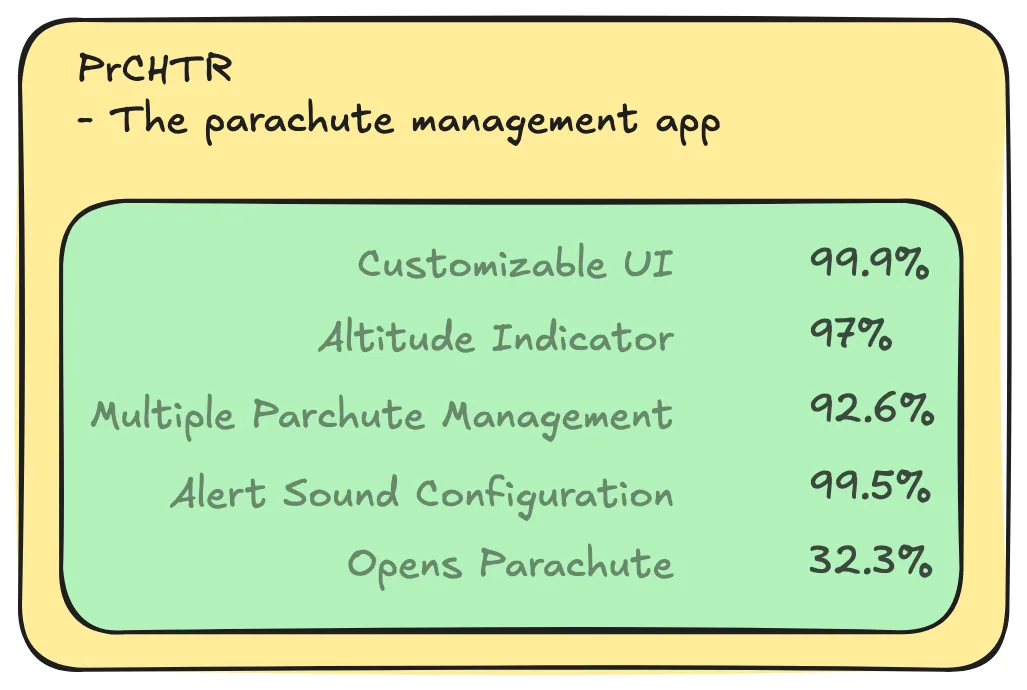 PrCHTR
- The parachute management app
Customizable UI 99.9%
Altitude Indicator 97%
Multiple Parchute Management 92.6%
Alert Sound Configuration 99.5%
Opens Parachute 32.3%